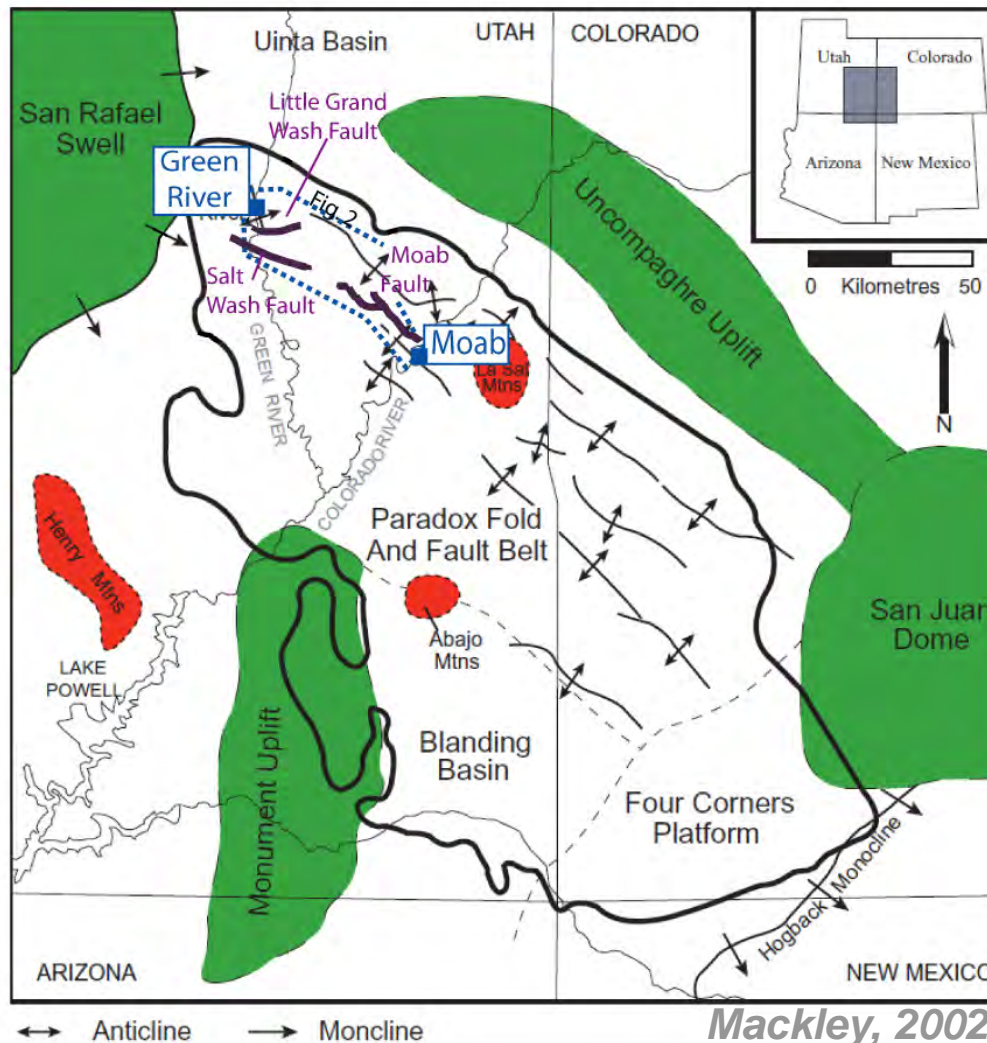 Uinta Basin
UTAH
COLORADO
San Rafael
Swell
Little Grand
Wash Fault
Green
River
Fig. 2
Salt
Wash Fault
Moab
Fault
Moab
La Sal
Mtns
GREEN RIVER
COLORADO RIVER
Uncompaghre Uplift
Utah
Colorado
Arizona
New Mexico
0 Kilometres 50
N
Henry
Mtns
Paradox Fold
And Fault Belt
Abajo
Mtns
San Juan
Dome
LAKE
POWELL
Monument Uplift
Blanding
Basin
Four Corners
Platform
Hogback Monocline
ARIZONA
NEW MEXICO
Anticline
Moncline
Mackley, 2002